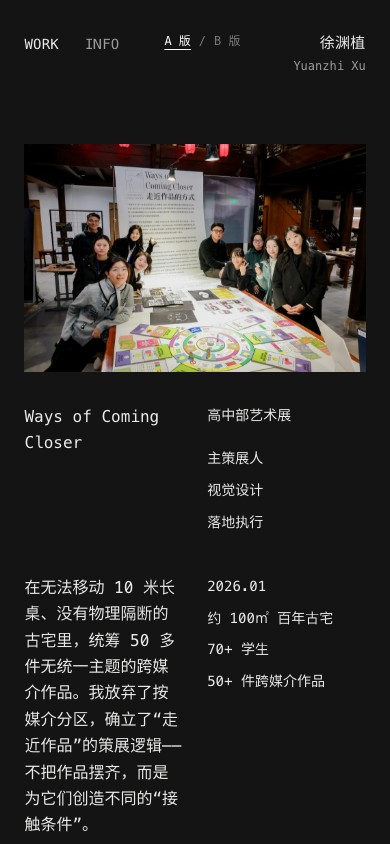 WORK INFO A 版 / B 版 徐渊植
Yuanzhi Xu
Ways of
Coming Closer
走近作品的方式
Ways of Coming
Closer
高中部艺术展
主策展人
视觉设计
落地执行
在无法移动 10 米长
桌、没有物理隔断的
古宅里，统筹 50 多
件无统一主题的跨媒
介作品。我放弃了按
媒介分区，确立了“走
近作品”的策展逻辑——
不把作品摆齐，而是
为它们创造不同的“接
触条件”。
2026.01
约 100㎡ 百年古宅
70+ 学生
50+ 件跨媒介作品